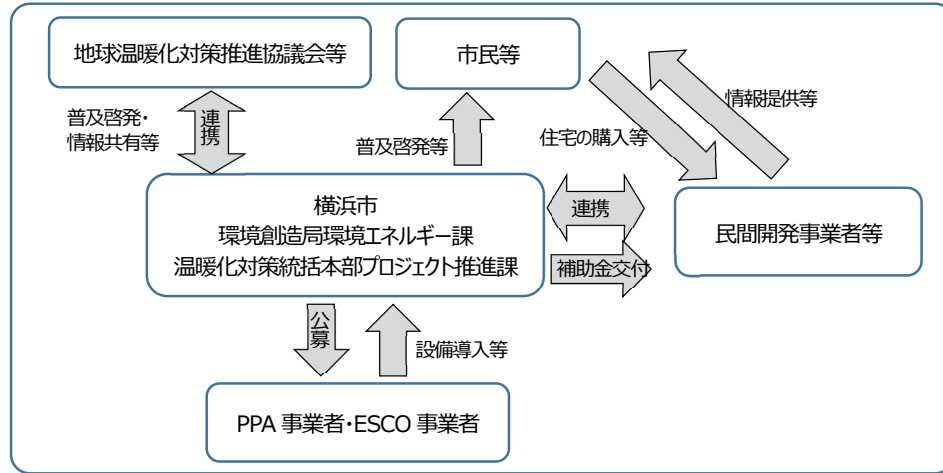 地球温暖化対策推進協議会等
市民等
普及啓発・
情報共有等
連携
普及啓発等
住宅の購入等
情報提供等
横浜市
環境創造局環境エネルギー課
温暖化対策統括本部プロジェクト推進課
連携
補助金交付
民間開発事業者等
公募
設備導入等
PPA 事業者・ESCO 事業者